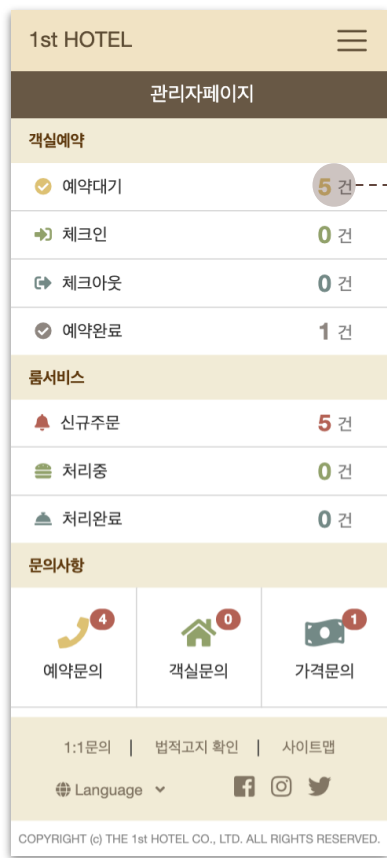 1st HOTEL
관리자페이지
객실예약
예약대기 5 건
체크인 0 건
체크아웃 0 건
예약완료 1 건
룸서비스
신규주문 5 건
처리중 0 건
처리완료 0 건
문의사항
4 0 1
예약문의 객실문의 가격문의
1:1문의 | 법적고지 확인 | 사이트맵
Language
COPYRIGHT (c) THE 1st HOTEL CO., LTD. ALL RIGHTS RESERVED.